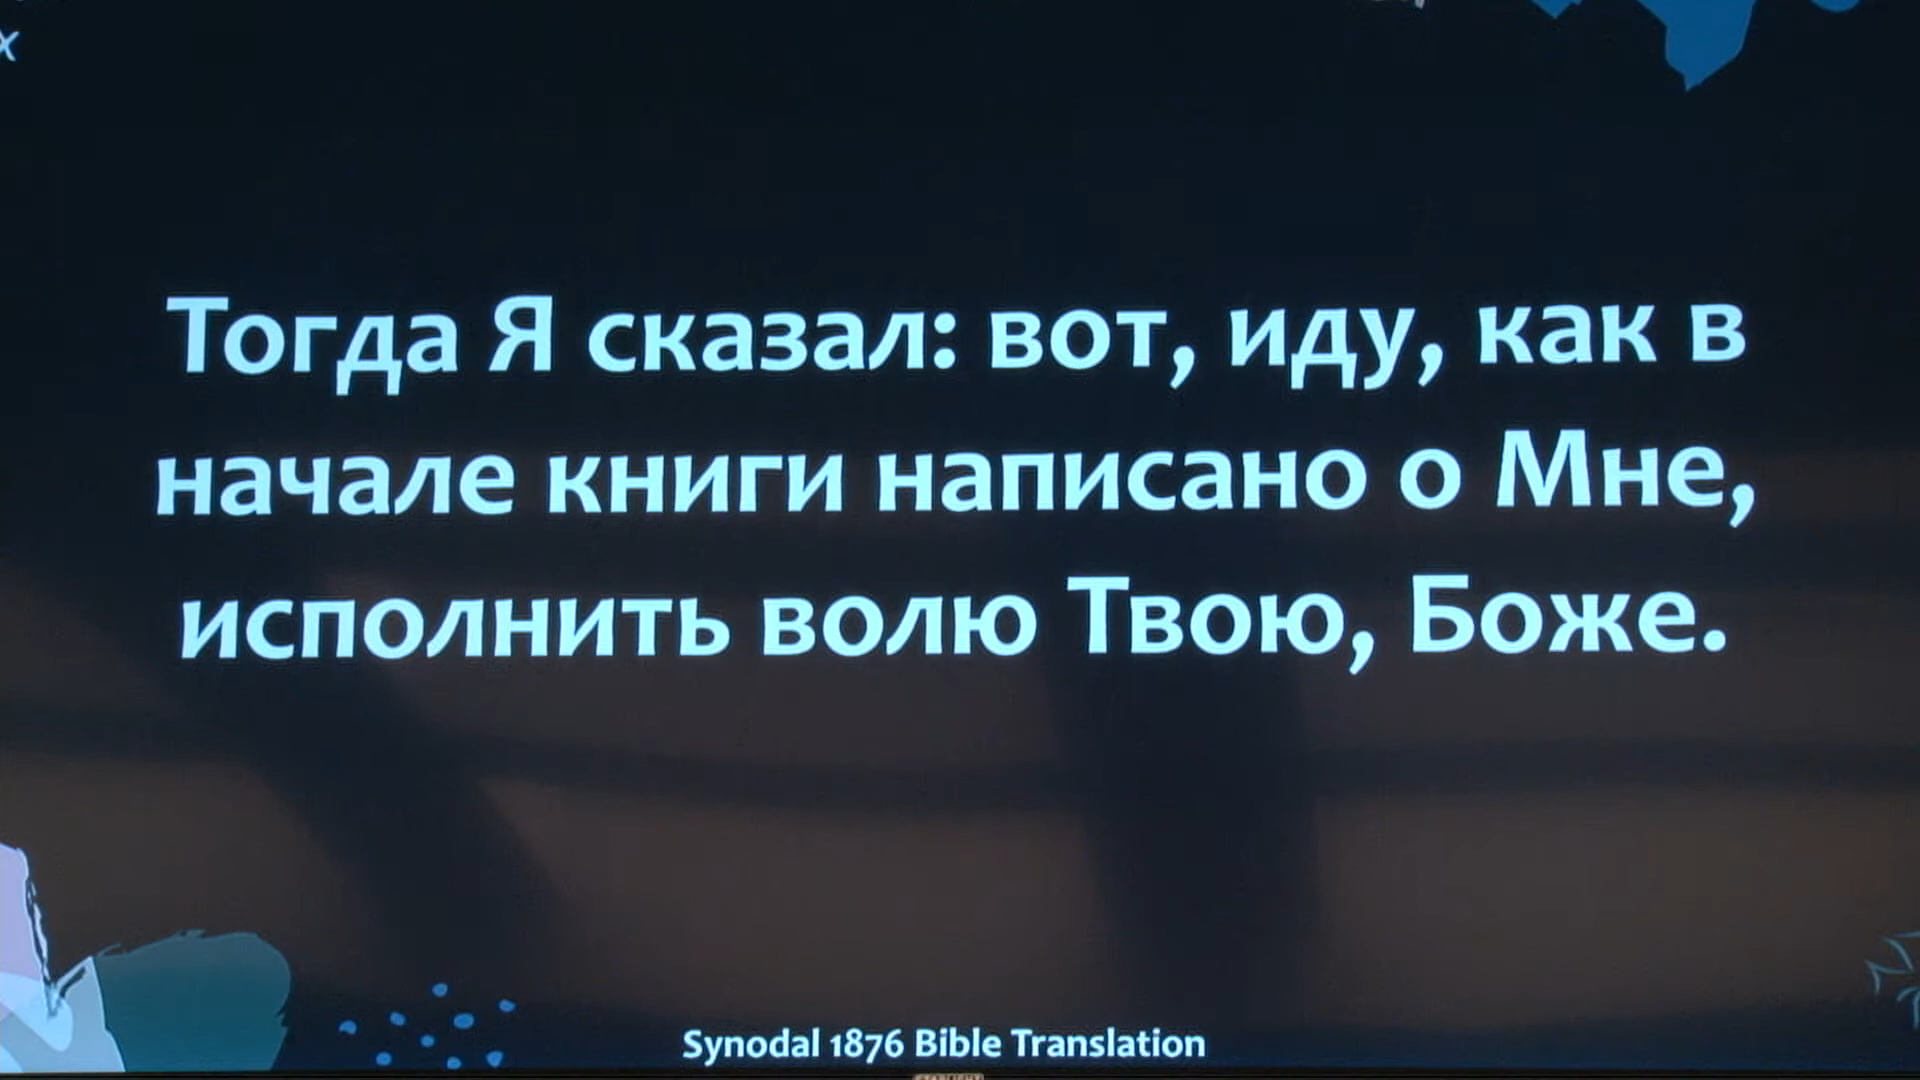 х
Тогда Я сказал: вот, иду, как в
начале книги написано о Мне,
исполнить волю Твою, Боже.
Synodal 1876 Bible Translation